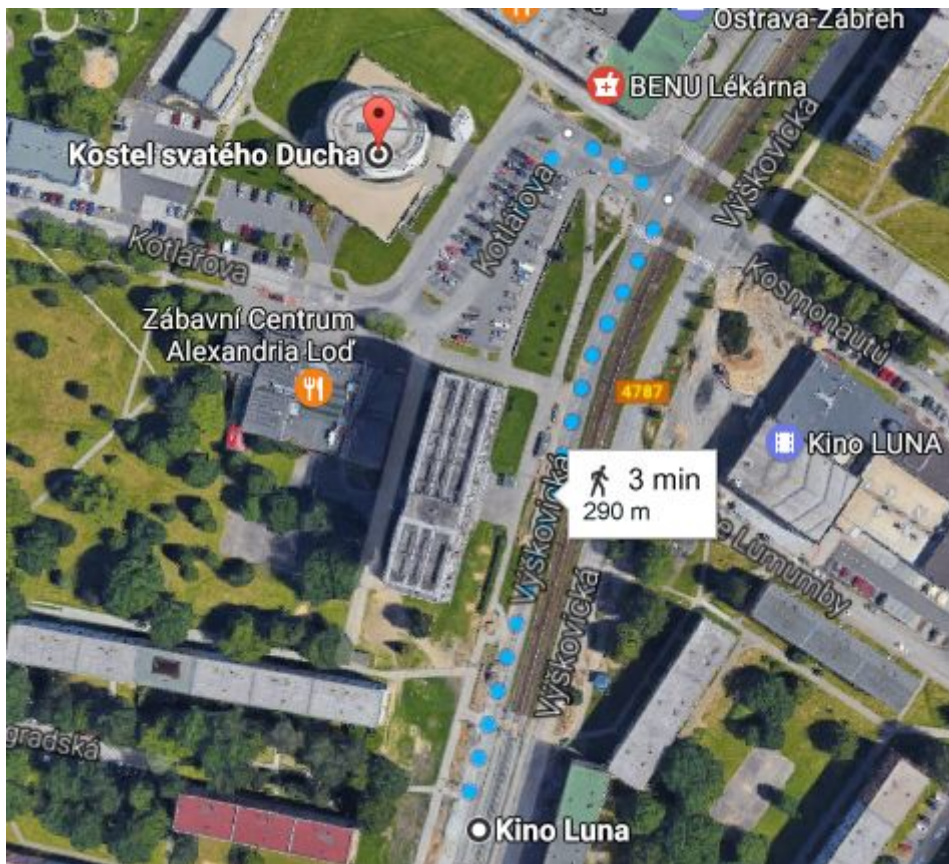 Ostrava-Zábřeh
BENU Lékárna
Kostel svatého Ducha
Výškovická
Kotlářova
Kotlářova
Kosmonautů
Zábavní Centrum
Alexandria Loď
4787
Kino LUNA
3 min
290 m
Výškovická
e Lumumby
Výškovická
gradská
Kino Luna